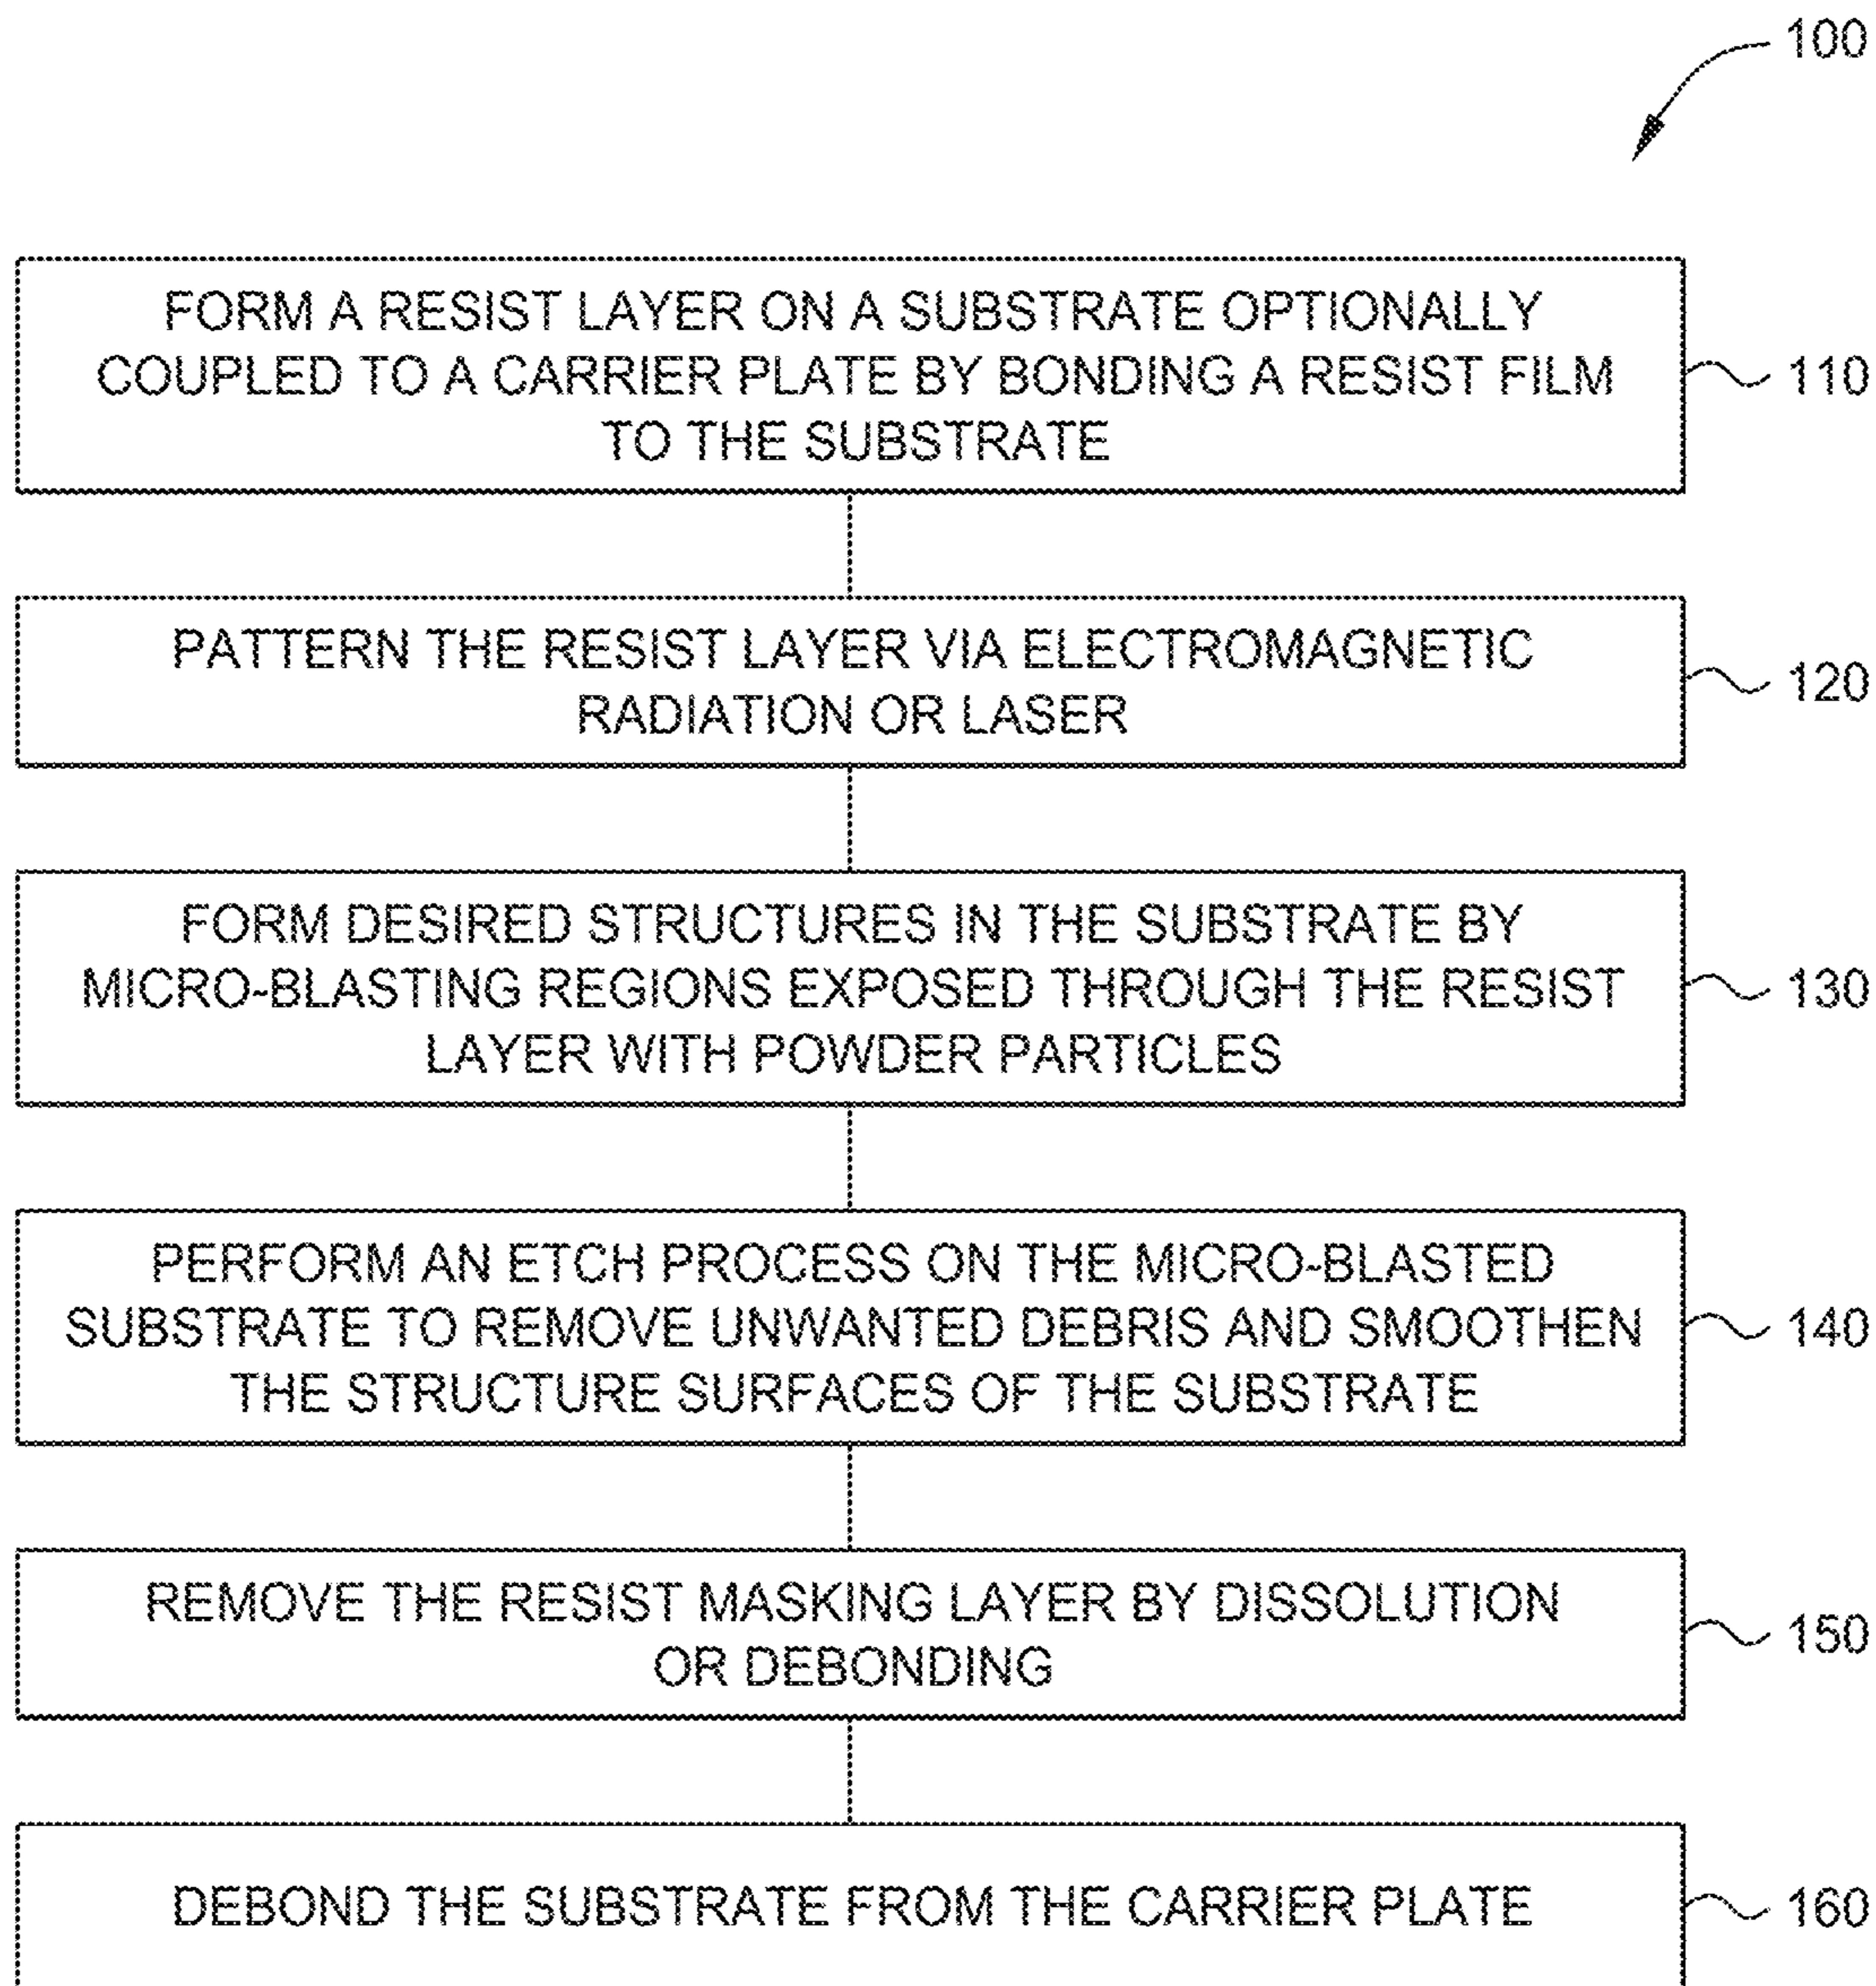 100
FORM A RESIST LAYER ON A SUBSTRATE OPTIONALLY
COUPLED TO A CARRIER PLATE BY BONDING A RESIST FILM
TO THE SUBSTRATE
110
PATTERN THE RESIST LAYER VIA ELECTROMAGNETIC
RADIATION OR LASER
120
FORM DESIRED STRUCTURES IN THE SUBSTRATE BY
MICRO-BLASTING REGIONS EXPOSED THROUGH THE RESIST
LAYER WITH POWDER PARTICLES
130
PERFORM AN ETCH PROCESS ON THE MICRO-BLASTED
SUBSTRATE TO REMOVE UNWANTED DEBRIS AND SMOOTHEN
THE STRUCTURE SURFACES OF THE SUBSTRATE
140
REMOVE THE RESIST MASKING LAYER BY DISSOLUTION
OR DEBONDING
150
DEBOND THE SUBSTRATE FROM THE CARRIER PLATE
160